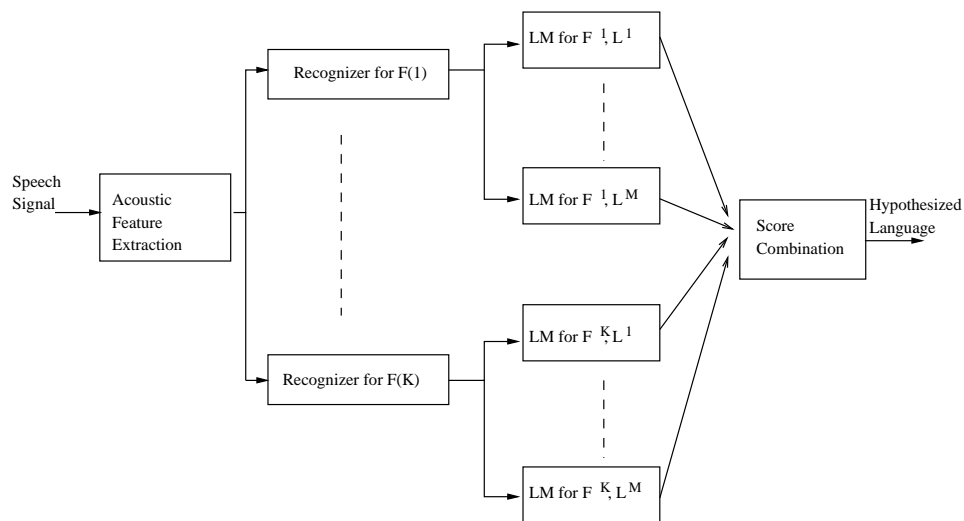 Speech
Signal
Acoustic
Feature
Extraction
Recognizer for F(1)
Recognizer for F(K)
LM for F 1, L 1
LM for F 1, L M
LM for F K, L 1
LM for F K, L M
Score
Combination
Hypothesized
Language